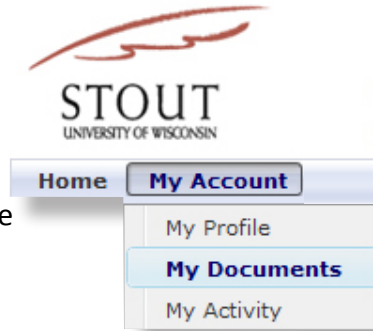 STOUT
UNIVERSITY OF WISCONSIN
Home My Account
e
My Profile
My Documents
My Activity